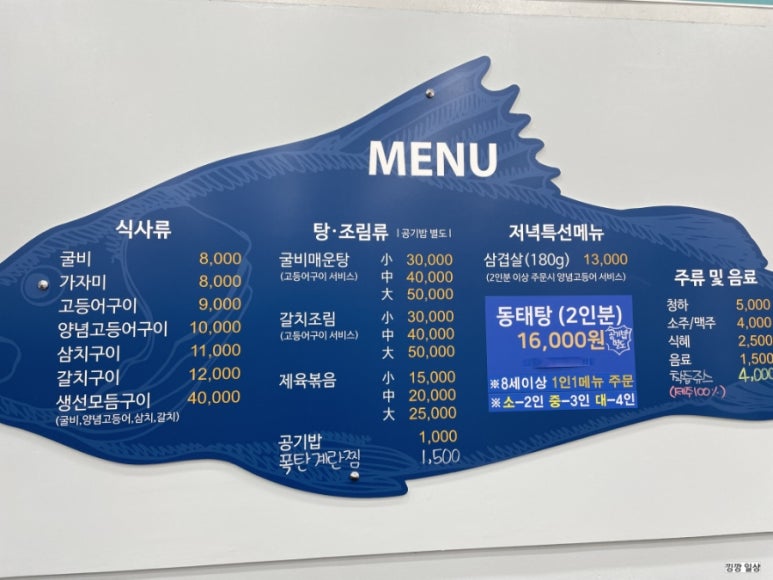 MENU
식사류
굴비 8,000
가자미 8,000
고등어구이 9,000
양념고등어구이 10,000
삼치구이 11,000
갈치구이 12,000
생선모듬구이 40,000
(굴비,양념고등어,삼치,갈치)
탕·조림류 | 공기밥 별도 |
굴비매운탕 小 30,000
(고등어구이 서비스) 中 40,000
大 50,000
갈치조림 小 30,000
(고등어구이 서비스) 中 40,000
大 50,000
제육볶음 小 15,000
中 20,000
大 25,000
공기밥 1,000
폭탄계란찜 1,500
저녁특선메뉴
삼겹살(180g) 13,000
(2인분 이상 주문시 양념고등어 서비스)
동태탕 (2인분)
16,000원 공기밥 별도
※8세이상 1인1메뉴 주문
※ 소-2인 중-3인 대-4인
주류 및 음료
청하 5,000
소주/맥주 4,000
식혜 2,500
음료 1,500
4,000
(제주100%)
낑깡 일상